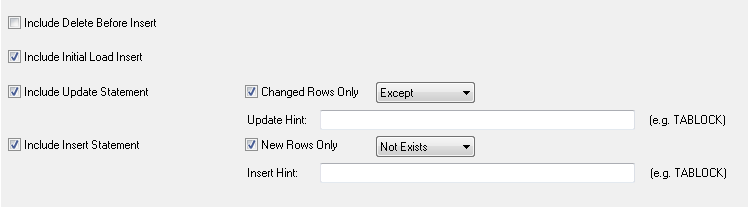 Include Delete Before Insert
Include Initial Load Insert
Include Update Statement Changed Rows Only Except
Update Hint: (e.g. TABLOCK)
Include Insert Statement New Rows Only Not Exists
Insert Hint: (e.g. TABLOCK)